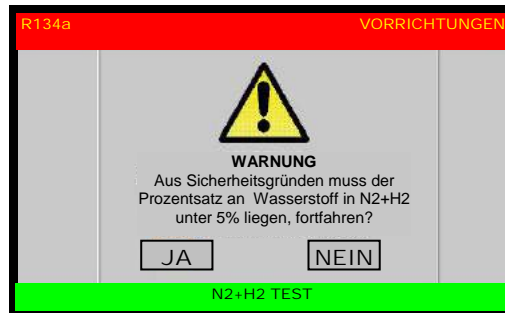 R134a VORRICHTUNGEN
WARNUNG
Aus Sicherheitsgründen muss der
Prozentsatz an Wasserstoff in N2+H2
unter 5% liegen, fortfahren?
JA NEIN
N2+H2 TEST